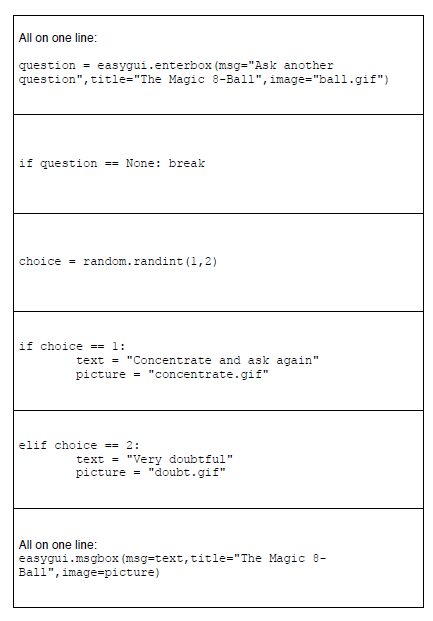 All on one line:
question = easygui.enterbox(msg="Ask another
question",title="The Magic 8-Ball",image="ball.gif")
if question == None: break
choice = random.randint(1,2)
if choice == 1:
text = "Concentrate and ask again"
picture = "concentrate.gif"
elif choice == 2:
text = "Very doubtful"
picture = "doubt.gif"
All on one line:
easygui.msgbox(msg=text,title="The Magic 8-
Ball",image=picture)